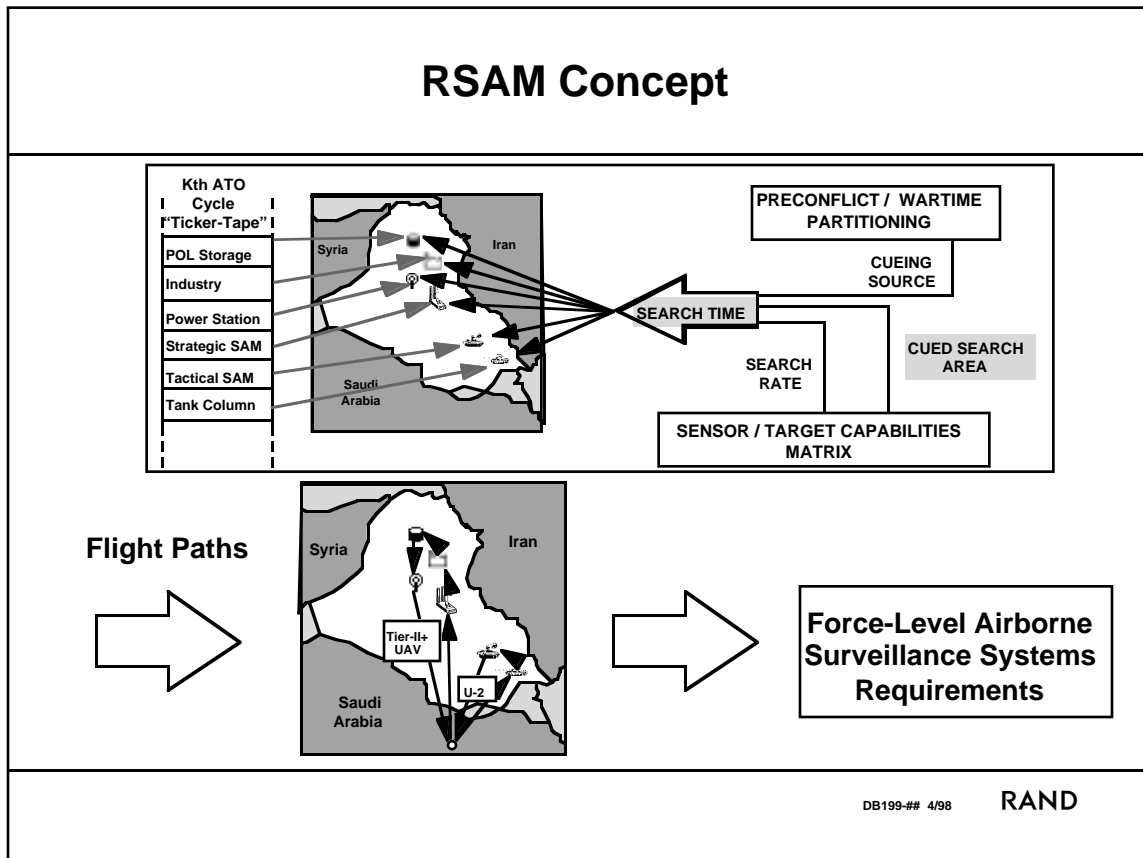 RSAM Concept
Kth ATO
Cycle
“Ticker-Tape”
POL Storage
Industry
Power Station
Strategic SAM
Tactical SAM
Tank Column
Syria
Iran
Saudi
Arabia
PRECONFLICT / WARTIME
PARTITIONING
CUEING
SOURCE
SEARCH TIME
SEARCH
RATE
CUED SEARCH
AREA
SENSOR / TARGET CAPABILITIES
MATRIX
Flight Paths
Syria
Iran
Tier-II+
UAV
U-2
Saudi
Arabia
Force-Level Airborne
Surveillance Systems
Requirements
DB199-## 4/98
RAND